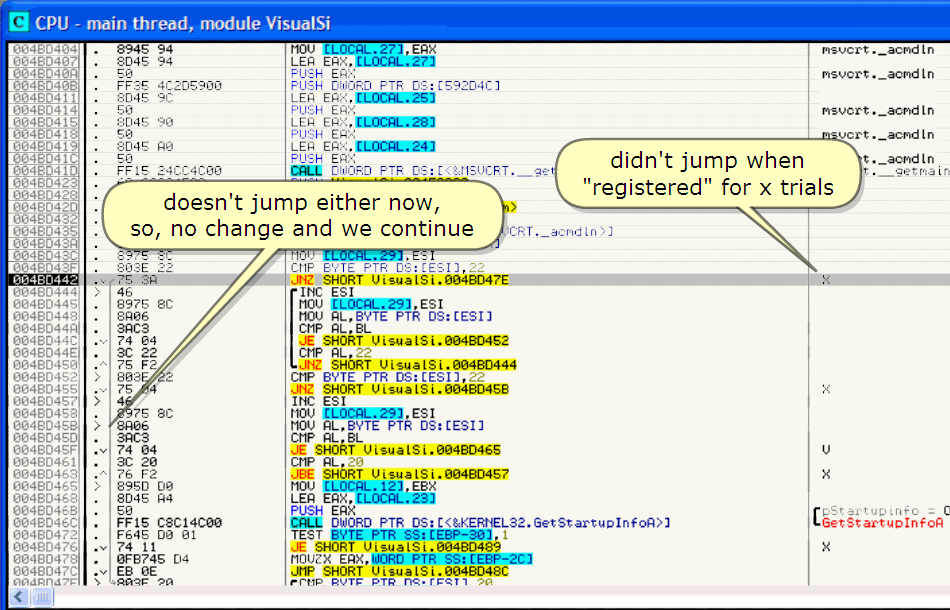 C CPU - main thread, module VisualSi
004BD404 . 8945 94 MOV [LOCAL.27],EAX msvcrt._acmdln
004BD407 . 8D45 94 LEA EAX,[LOCAL.27]
004BD40A . 50 PUSH EAX msvcrt._acmdln
004BD40B . FF35 4C2D5900 PUSH DWORD PTR DS:[592D4C]
004BD411 . 8D45 9C LEA EAX,[LOCAL.25]
004BD414 . 50 PUSH EAX msvcrt._acmdln
004BD415 . 8D45 90 LEA EAX,[LOCAL.28]
004BD418 . 50 PUSH EAX msvcrt._acmdln
004BD419 . 8D45 A0 LEA EAX,[LOCAL.24]
004BD41C . 50 PUSH EAX _acmdln
004BD41D . FF15 24CC4C00 CALL DWORD PTR DS:[<&MSVCRT.__get __getmain
004BD423
004BD428
004BD42D
004BD432
004BD435 CRT._acmdln>]
004BD43A
004BD43C . 8975 8C MOV [LOCAL.29],ESI
004BD43F . 803E 22 CMP BYTE PTR DS:[ESI],22
004BD442 .v 75 3A JNZ SHORT VisualSi.004BD47E X
004BD444 > 46 INC ESI
004BD445 . 8975 8C MOV [LOCAL.29],ESI
004BD448 . 8A06 MOV AL,BYTE PTR DS:[ESI]
004BD44A . 3AC3 CMP AL,BL
004BD44C .v 74 04 JE SHORT VisualSi.004BD452
004BD44E . 3C 22 CMP AL,22
004BD450 .^ 75 F2 JNZ SHORT VisualSi.004BD444
004BD452 > 803E 22 CMP BYTE PTR DS:[ESI],22
004BD455 .v 75 04 JNZ SHORT VisualSi.004BD45B X
004BD457 > 46 INC ESI
004BD458 . 8975 8C MOV [LOCAL.29],ESI
004BD45B > 8A06 MOV AL,BYTE PTR DS:[ESI]
004BD45D . 3AC3 CMP AL,BL
004BD45F .v 74 04 JE SHORT VisualSi.004BD465 V
004BD461 . 3C 20 CMP AL,20
004BD463 .^ 76 F2 JBE SHORT VisualSi.004BD457 X
004BD465 > 895D D0 MOV [LOCAL.12],EBX
004BD468 . 8D45 A4 LEA EAX,[LOCAL.23]
004BD46B . 50 PUSH EAX pStartupinfo = 0
004BD46C . FF15 C8C14C00 CALL DWORD PTR DS:[<&KERNEL32.GetStartupInfoA>] GetStartupInfoA
004BD472 . F645 D0 01 TEST BYTE PTR SS:[EBP-30],1
004BD476 .v 74 11 JE SHORT VisualSi.004BD489 X
004BD478 . 0FB745 D4 MOVZX EAX,WORD PTR SS:[EBP-2C]
004BD47C .v EB 0E JMP SHORT VisualSi.004BD48C
004BD47E > 803E 20 CMP BYTE PTR DS:[ESI],20
didn't jump when
"registered" for x trials
doesn't jump either now,
so, no change and we continue